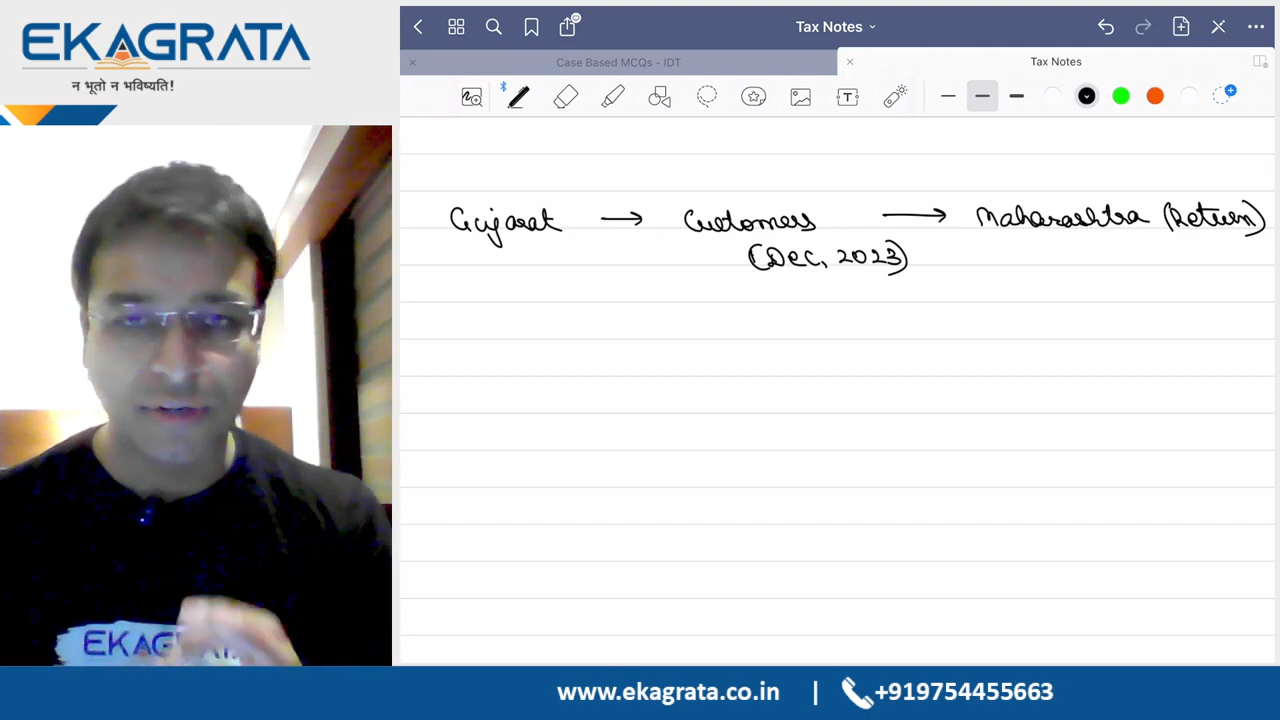 EKAGRATA
न भूतो न भविष्यति!
Tax Notes
Case Based MCQs - IDT
Tax Notes
Gujarat → Customers → Maharashtra (Return)
(Dec, 2023)
EKAGRATA
www.ekagrata.co.in | +919754455663